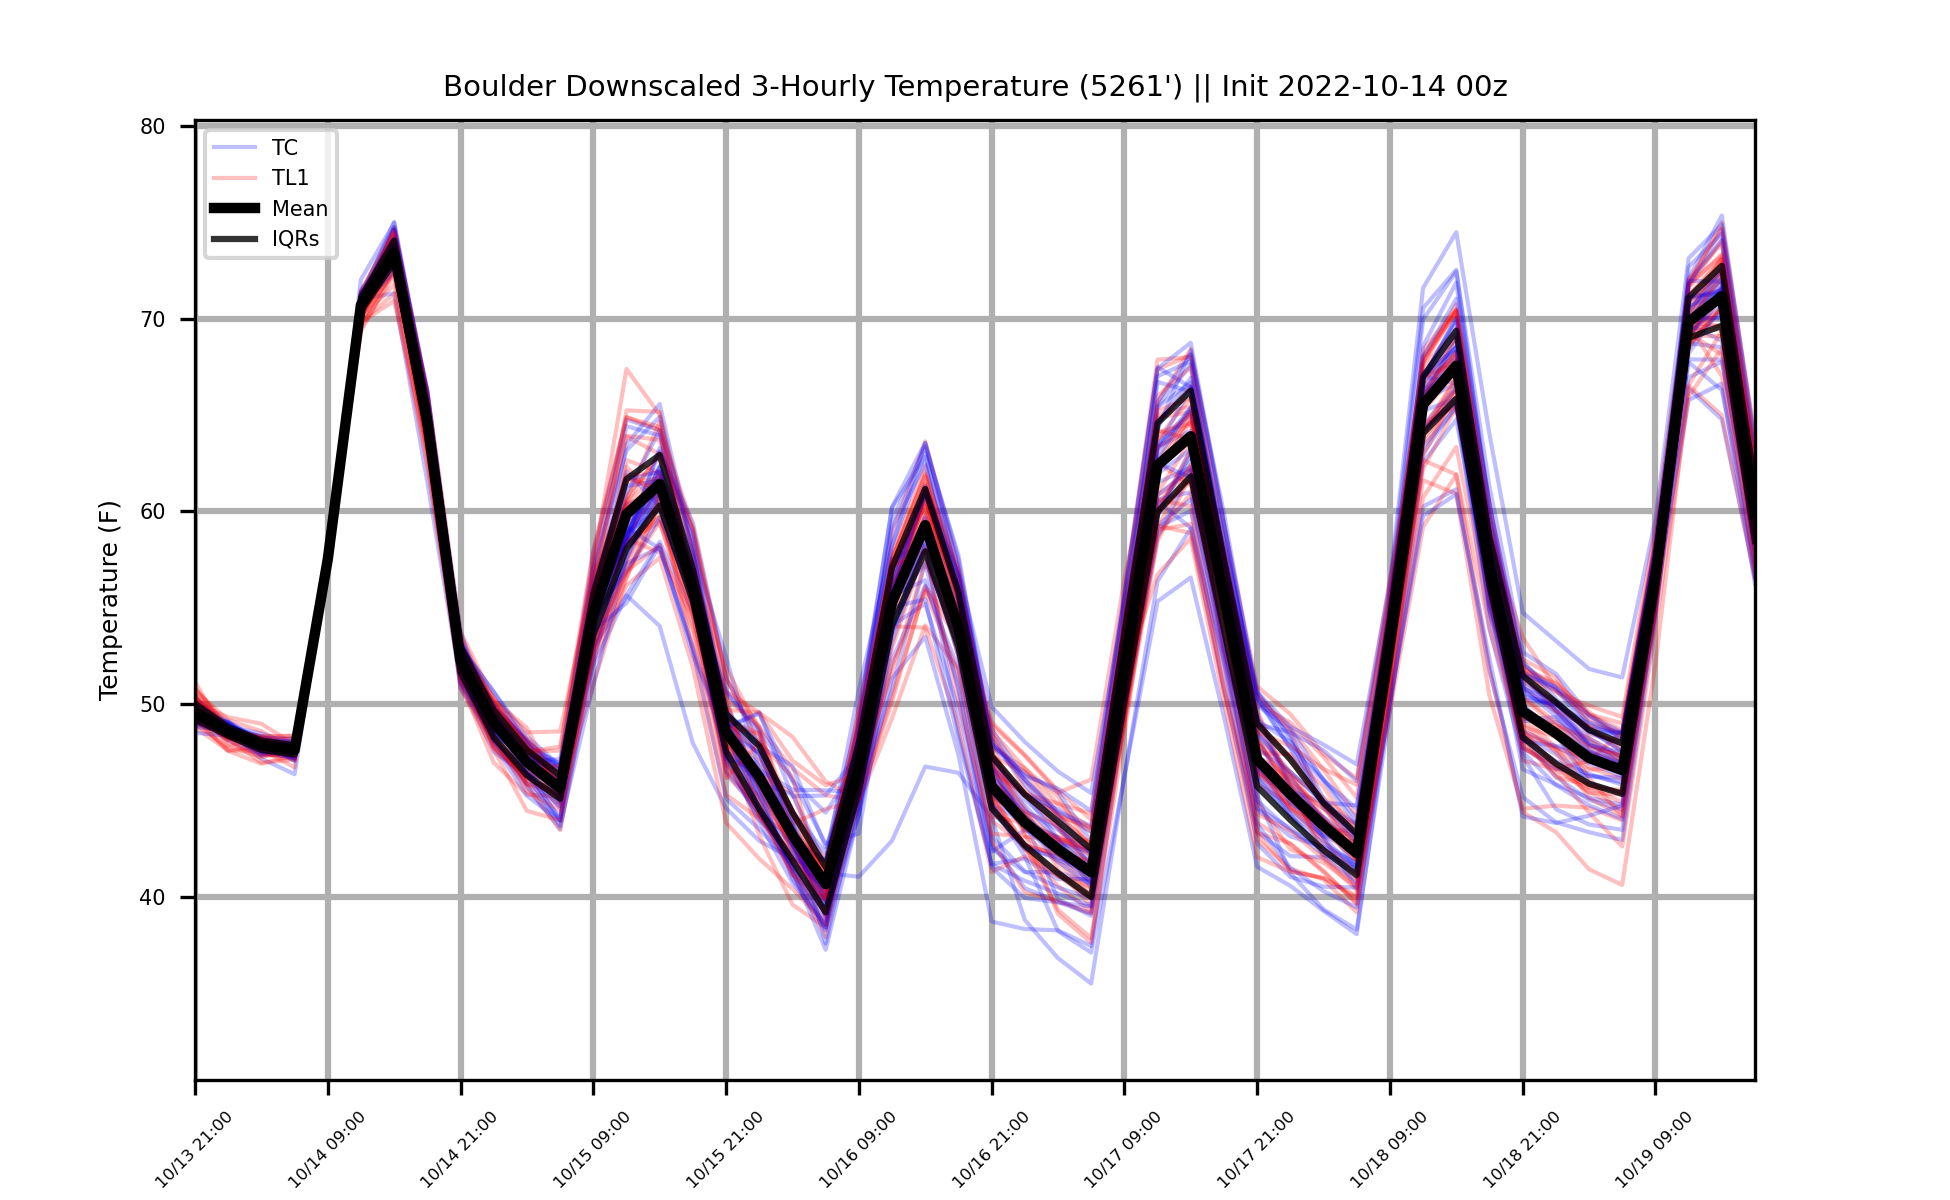 Boulder Downscaled 3-Hourly Temperature (5261') || Init 2022-10-14 00z
80
70
60
50
40
Temperature (F)
TC
TL1
Mean
IQRs
10/13 21:00
10/14 09:00
10/14 21:00
10/15 09:00
10/15 21:00
10/16 09:00
10/16 21:00
10/17 09:00
10/17 21:00
10/18 09:00
10/18 21:00
10/19 09:00